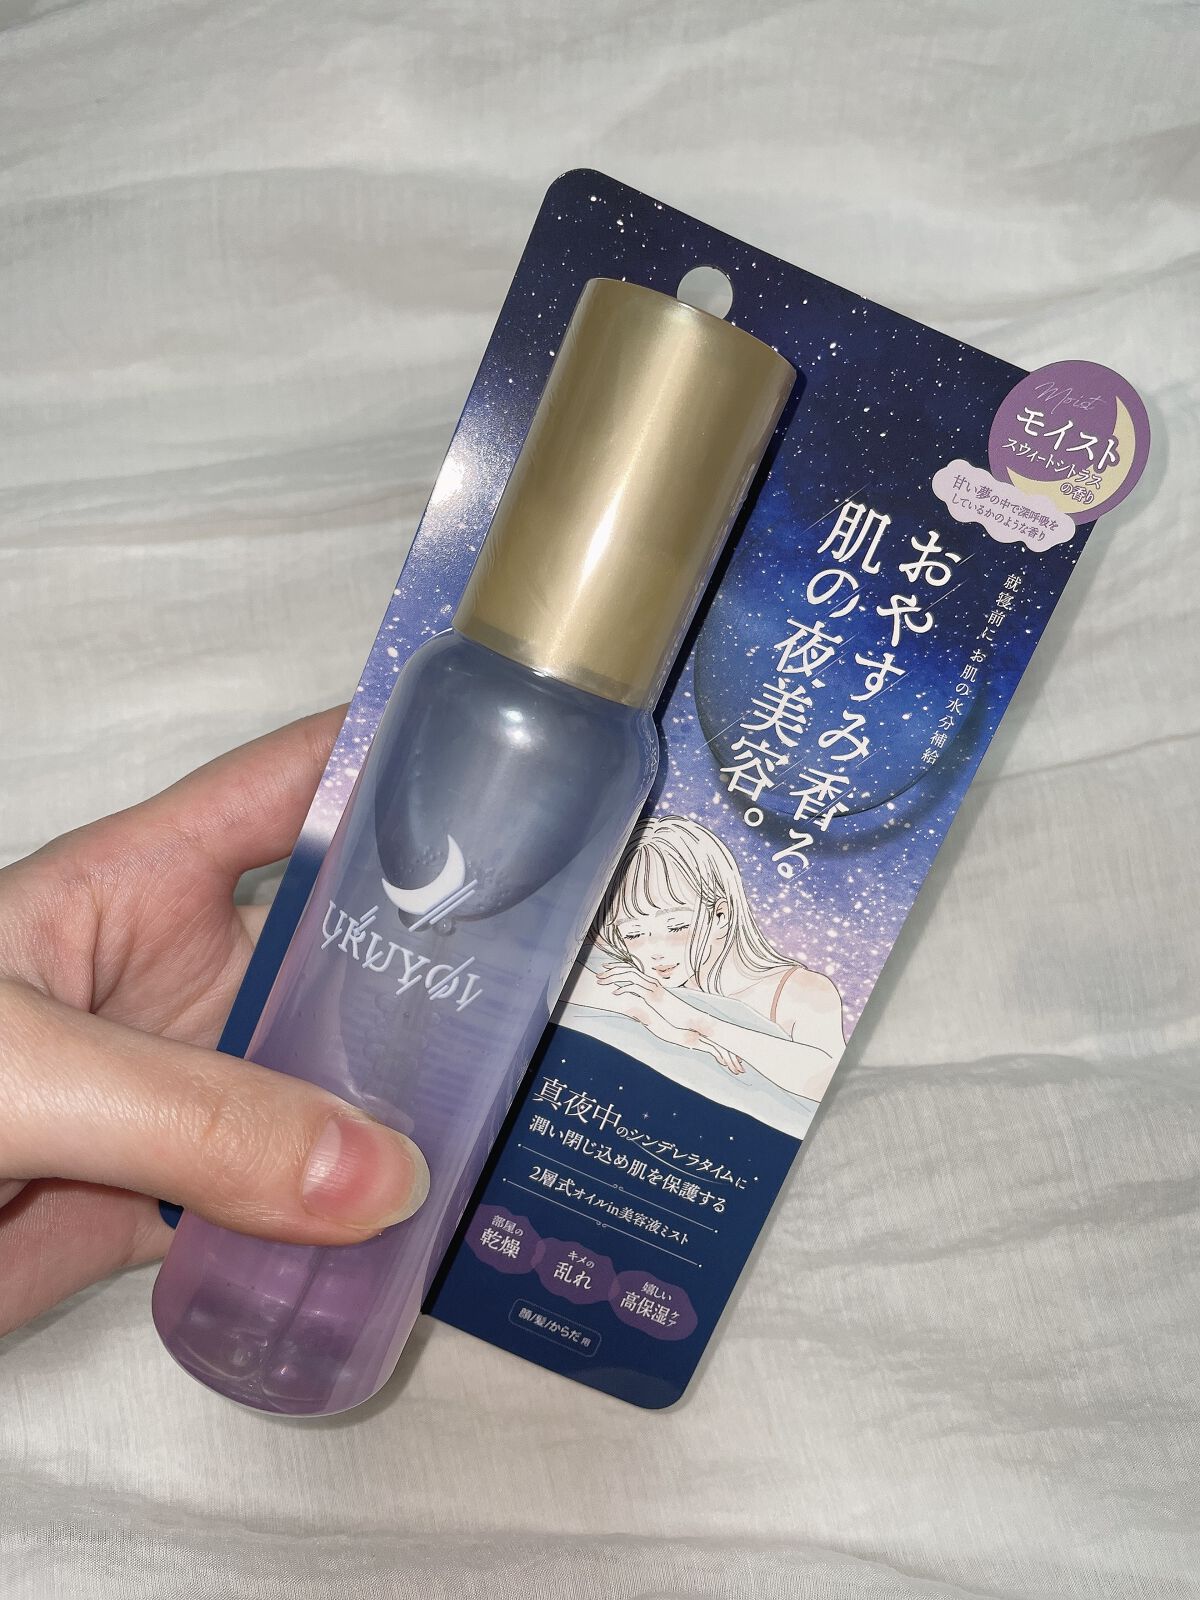 Moist
モイスト
スウィートシトラス
の香り
甘い夢の中で深呼吸を
しているかのような香り
就寝前にお肌の水分補給
おやすみ香る
肌の夜、美容。
URUYOI
真夜中のシンデレラタイムに
潤い閉じ込め肌を保護する
2層式オイルin美容液ミスト
部屋の
乾燥
キメの
乱れ
嬉しい
高保湿ケア
顔/髪/からだ用